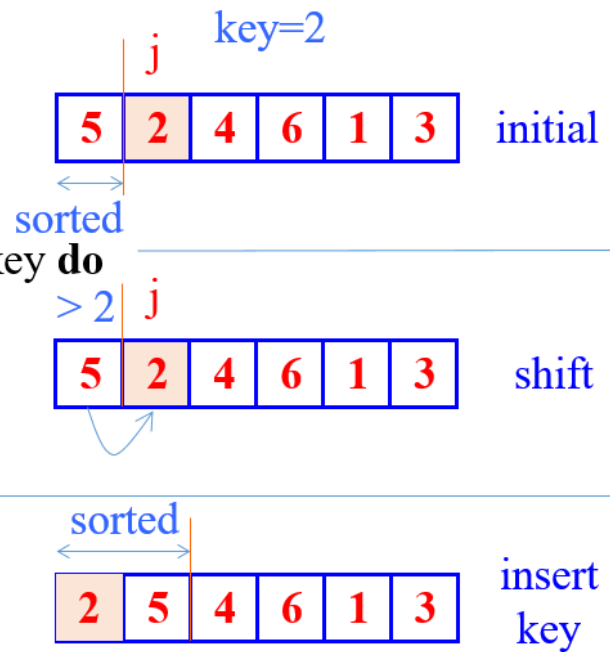 key=2
j
5 2 4 6 1 3 initial
sorted
key do
> 2 j
5 2 4 6 1 3 shift
sorted
2 5 4 6 1 3
insert
key